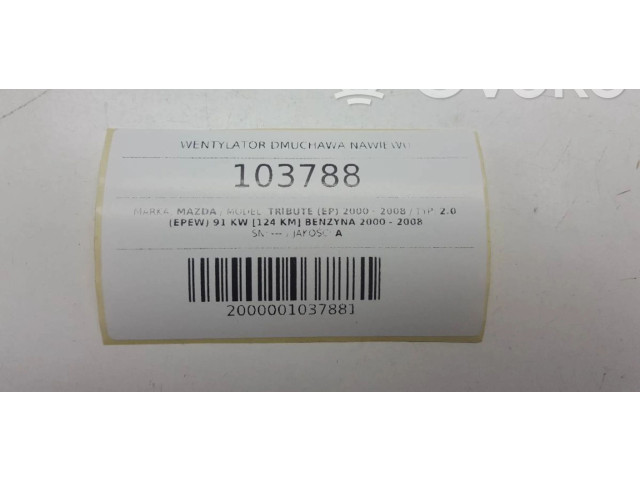 WENTYLATOR DMUCHAWA NAWIEWU
103788
MARKA: MAZDA / MODEL: TRIBUTE (EP) 2000 - 2008 / TYP: 2.0
(EPEW) 91 KW [124 KM] BENZYNA 2000 - 2008
SN: --- / JAKOŚĆ: A
2000001037881